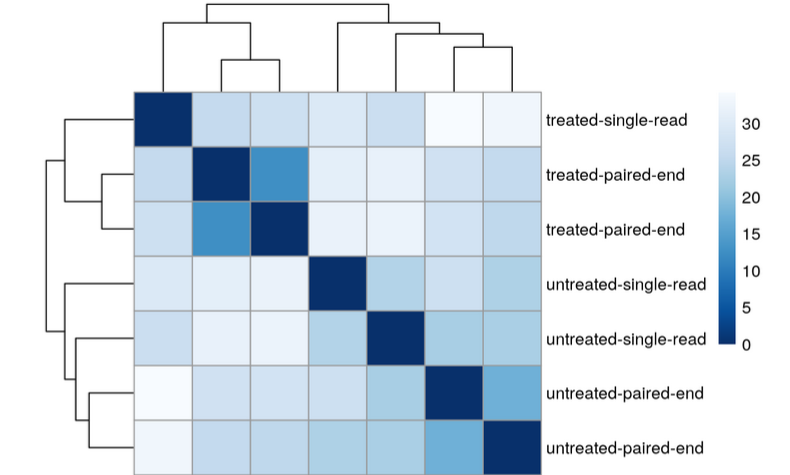 treated-single-read
treated-paired-end
treated-paired-end
untreated-single-read
untreated-single-read
untreated-paired-end
untreated-paired-end
30
25
20
15
10
5
0